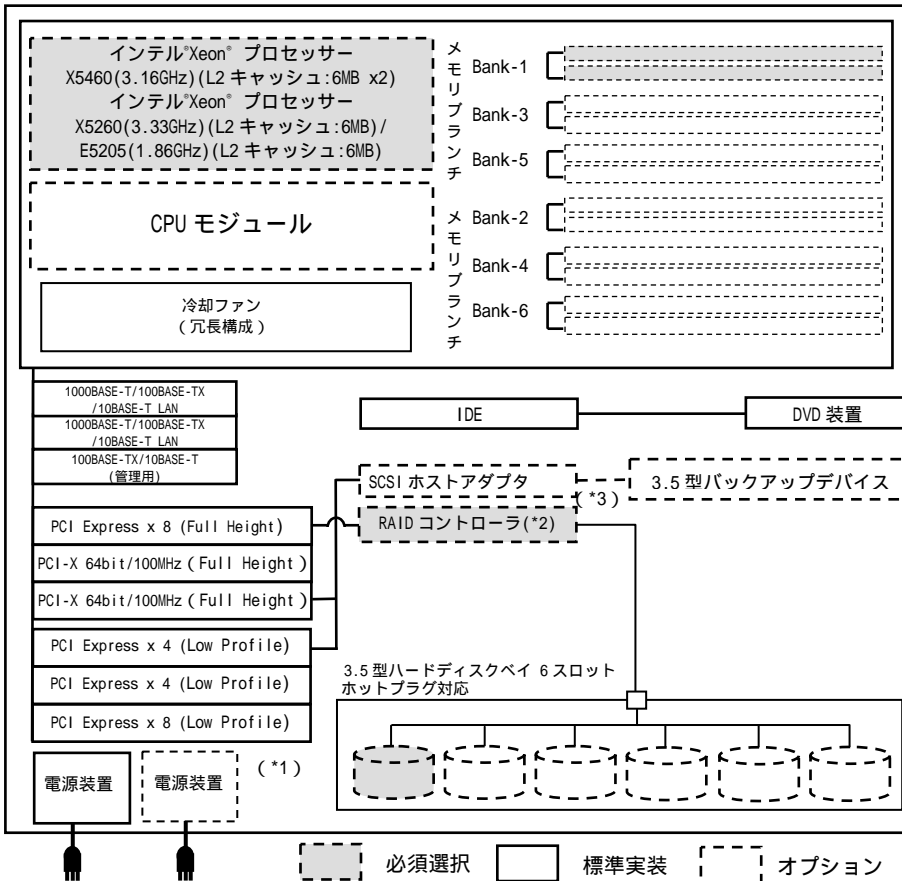 インテル®Xeon® プロセッサー
X5460(3.16GHz)(L2 キャッシュ:6MB x2)
インテル®Xeon® プロセッサー
X5260(3.33GHz)(L2 キャッシュ:6MB)/
E5205(1.86GHz)(L2 キャッシュ:6MB)
CPU モジュール
冷却ファン
(冗長構成)
メモリブランチ
Bank-1
Bank-3
Bank-5
メモリブランチ
Bank-2
Bank-4
Bank-6
1000BASE-T/100BASE-TX
/10BASE-T LAN
1000BASE-T/100BASE-TX
/10BASE-T LAN
100BASE-TX/10BASE-T
(管理用)
IDE
DVD 装置
SCSI ホストアダプタ
(*3)
3.5 型バックアップデバイス
RAID コントローラ(*2)
PCI Express x 8 (Full Height)
PCI-X 64bit/100MHz (Full Height)
PCI-X 64bit/100MHz (Full Height)
PCI Express x 4 (Low Profile)
PCI Express x 4 (Low Profile)
PCI Express x 8 (Low Profile)
3.5 型ハードディスクベイ 6 スロット
ホットプラグ対応
電源装置
電源装置
(*1)
必須選択
標準実装
オプション